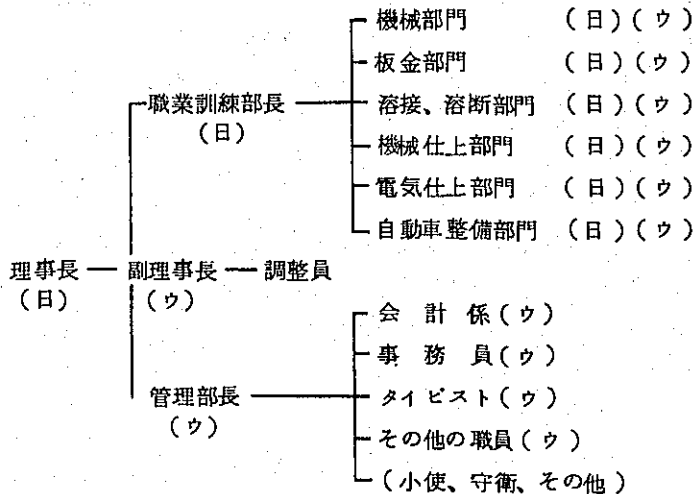 機械部門 (日)(ウ)
板金部門 (日)(ウ)
職業訓練部長 溶接、溶断部門 (日)(ウ)
(日)
機械仕上部門 (日)(ウ)
電気仕上部門 (日)(ウ)
自動車整備部門 (日)(ウ)
理事長 副理事長 調整員
(日) (ウ)
会計係(ウ)
事務員(ウ)
管理部長 タイピスト(ウ)
(ウ)
その他の職員(ウ)
(小使、守衛、その他)